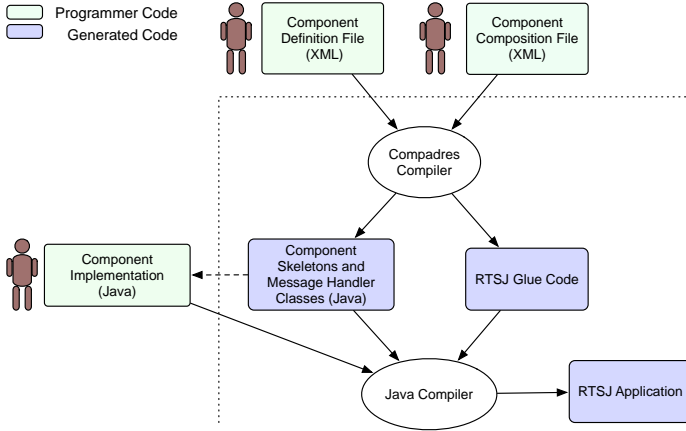 Programmer Code
Generated Code
Component
Definition File
(XML)
Component
Composition File
(XML)
Compadres
Compiler
Component
Implementation
(Java)
Component
Skeletons and
Message Handler
Classes (Java)
RTSJ Glue Code
Java Compiler
RTSJ Application